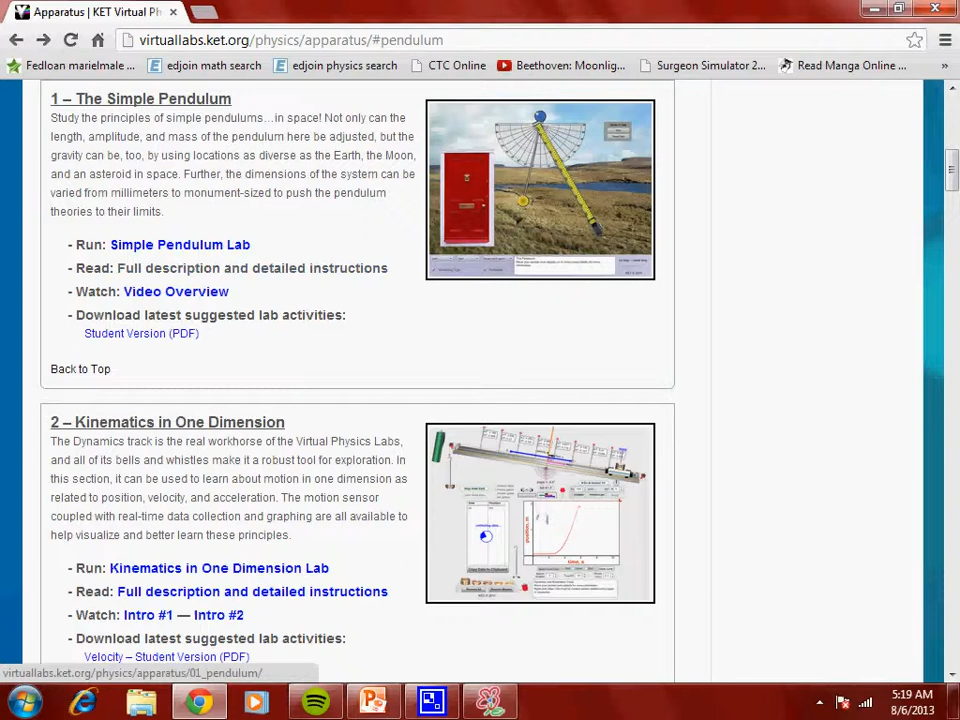 Apparatus | KET Virtual Ph
virtuallabs.ket.org/physics/apparatus/#pendulum
Fedloan marielmale ...
edjoin math search
edjoin physics search
CTC Online
Beethoven: Moonlig...
Surgeon Simulator 2...
Read Manga Online ...
»
1 – The Simple Pendulum
Study the principles of simple pendulums…in space! Not only can the
length, amplitude, and mass of the pendulum here be adjusted, but the
gravity can be, too, by using locations as diverse as the Earth, the Moon,
and an asteroid in space. Further, the dimensions of the system can be
varied from millimeters to monument-sized to push the pendulum
theories to their limits.
- Run: Simple Pendulum Lab
- Read: Full description and detailed instructions
- Watch: Video Overview
- Download latest suggested lab activities:
Student Version (PDF)
Back to Top
2 – Kinematics in One Dimension
The Dynamics track is the real workhorse of the Virtual Physics Labs,
and all of its bells and whistles make it a robust tool for exploration. In
this section, it can be used to learn about motion in one dimension as
related to position, velocity, and acceleration. The motion sensor
coupled with real-time data collection and graphing are all available to
help visualize and better learn these principles.
- Run: Kinematics in One Dimension Lab
- Read: Full description and detailed instructions
- Watch: Intro #1 — Intro #2
- Download latest suggested lab activities:
Velocity – Student Version (PDF)
position, m
time, s
virtuallabs.ket.org/physics/apparatus/01_pendulum/
5:19 AM
8/6/2013